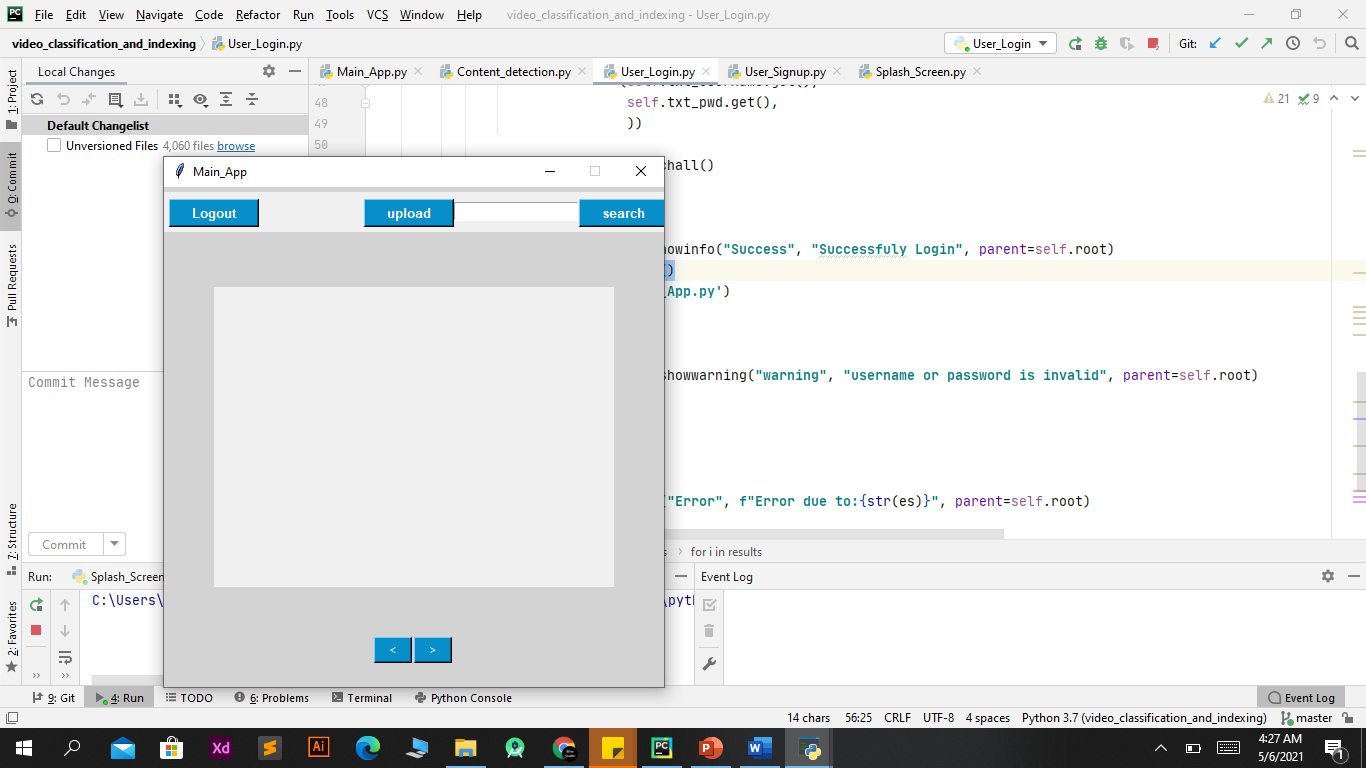 File Edit View Navigate Code Refactor Run Tools VCS Window Help video_classification_and_indexing - User_Login.py
video_classification_and_indexing User_Login.py User_Login Git:
Local Changes Main_App.py Content_detection.py User_Login.py User_Signup.py Splash_Screen.py
1: Project
0: Commit
Pull Requests
7: Structure
2: Favorites
Default Changelist
Unversioned Files 4,060 files browse
48 self.txt_pwd.get(),
49 ))
50
21 9
hall()
owinfo("Success", "Successfuly Login", parent=self.root)
)
_App.py')
showwarning("warning", "username or password is invalid", parent=self.root)
("Error", f"Error due to:{str(es)}", parent=self.root)
Main_App
Logout upload search
< >
Commit Message
Commit
s › for i in results
Run: Splash_Screen Event Log
C:\Users\ \pyth
9: Git 4: Run TODO 6: Problems Terminal Python Console Event Log
14 chars 56:25 CRLF UTF-8 4 spaces Python 3.7 (video_classification_and_indexing) master
4:27 AM
5/6/2021
1